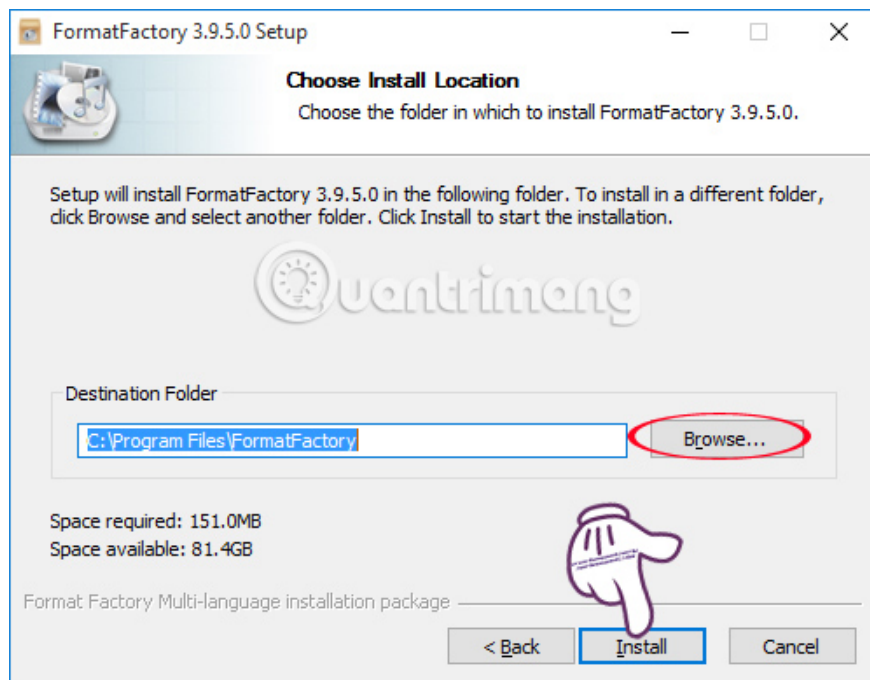 FormatFactory 3.9.5.0 Setup
Choose Install Location
Choose the folder in which to install FormatFactory 3.9.5.0.
Setup will install FormatFactory 3.9.5.0 in the following folder. To install in a different folder,
click Browse and select another folder. Click Install to start the installation.
Quantrimang
Destination Folder
C:\Program Files\FormatFactory
Browse...
Space required: 151.0MB
Space available: 81.4GB
Format Factory Multi-language installation package
< Back Install Cancel